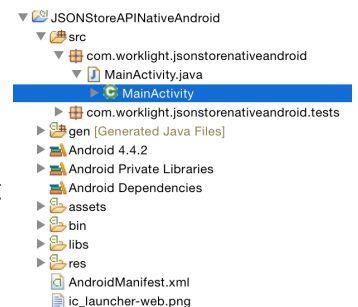 JSONStoreAPINativeAndroid
src
com.worklight.jsonstorenativeandroid
MainActivity.java
MainActivity
com.worklight.jsonstorenativeandroid.tests
gen [Generated Java Files]
Android 4.4.2
Android Private Libraries
Android Dependencies
assets
bin
libs
res
AndroidManifest.xml
ic_launcher-web.png